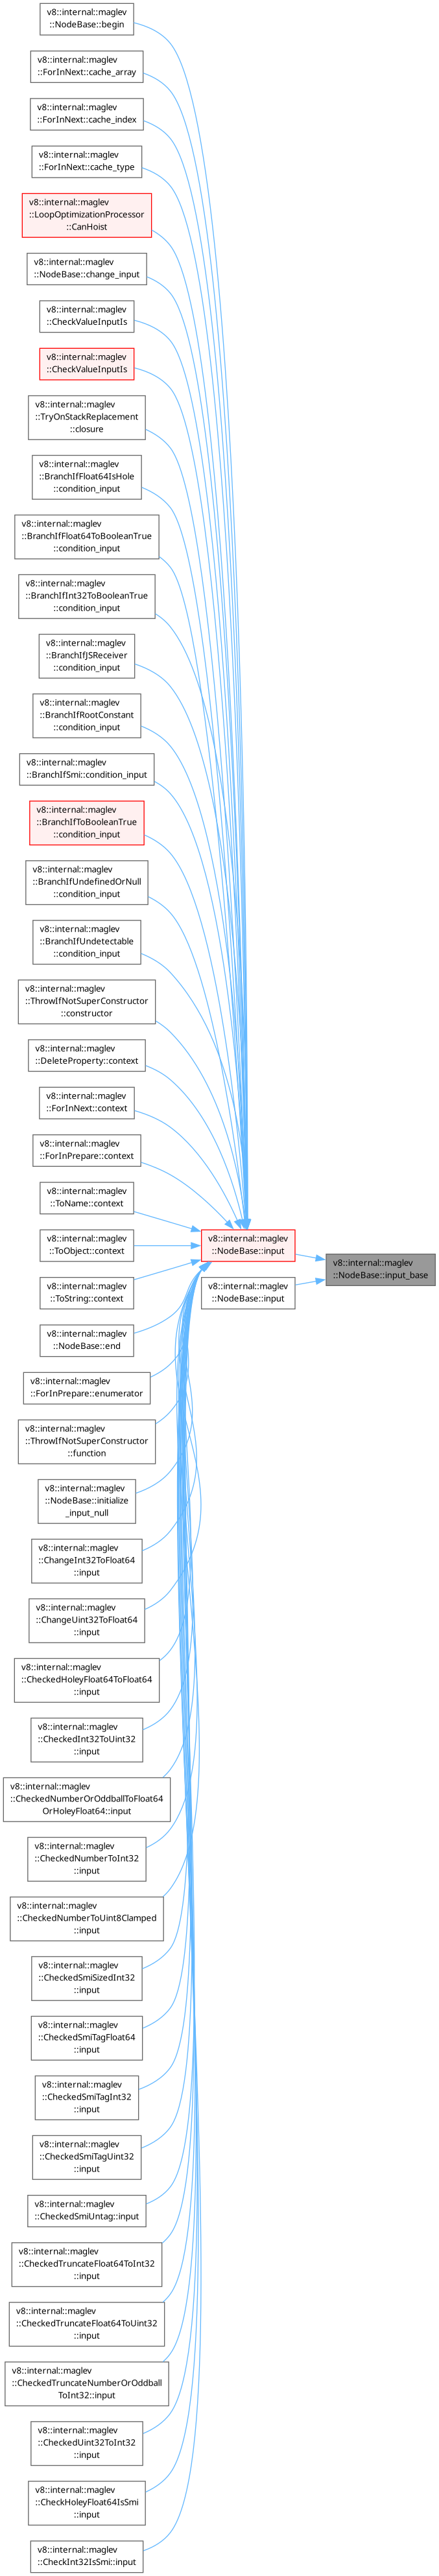 v8::internal::maglev
::NodeBase::begin
v8::internal::maglev
::ForInNext::cache_array
v8::internal::maglev
::ForInNext::cache_index
v8::internal::maglev
::ForInNext::cache_type
v8::internal::maglev
::LoopOptimizationProcessor
::CanHoist
v8::internal::maglev
::NodeBase::change_input
v8::internal::maglev
::CheckValueInputIs
v8::internal::maglev
::CheckValueInputIs
v8::internal::maglev
::TryOnStackReplacement
::closure
v8::internal::maglev
::BranchIfFloat64IsHole
::condition_input
v8::internal::maglev
::BranchIfFloat64ToBooleanTrue
::condition_input
v8::internal::maglev
::BranchIfInt32ToBooleanTrue
::condition_input
v8::internal::maglev
::BranchIfJSReceiver
::condition_input
v8::internal::maglev
::BranchIfRootConstant
::condition_input
v8::internal::maglev
::BranchIfSmi::condition_input
v8::internal::maglev
::BranchIfToBooleanTrue
::condition_input
v8::internal::maglev
::BranchIfUndefinedOrNull
::condition_input
v8::internal::maglev
::BranchIfUndetectable
::condition_input
v8::internal::maglev
::ThrowIfNotSuperConstructor
::constructor
v8::internal::maglev
::DeleteProperty::context
v8::internal::maglev
::ForInNext::context
v8::internal::maglev
::ForInPrepare::context
v8::internal::maglev
::ToName::context
v8::internal::maglev
::ToObject::context
v8::internal::maglev
::ToString::context
v8::internal::maglev
::NodeBase::end
v8::internal::maglev
::ForInPrepare::enumerator
v8::internal::maglev
::ThrowIfNotSuperConstructor
::function
v8::internal::maglev
::NodeBase::initialize
_input_null
v8::internal::maglev
::ChangeInt32ToFloat64
::input
v8::internal::maglev
::ChangeUint32ToFloat64
::input
v8::internal::maglev
::CheckedHoleyFloat64ToFloat64
::input
v8::internal::maglev
::CheckedInt32ToUint32
::input
v8::internal::maglev
::CheckedNumberOrOddballToFloat64
OrHoleyFloat64::input
v8::internal::maglev
::CheckedNumberToInt32
::input
v8::internal::maglev
::CheckedNumberToUint8Clamped
::input
v8::internal::maglev
::CheckedSmiSizedInt32
::input
v8::internal::maglev
::CheckedSmiTagFloat64
::input
v8::internal::maglev
::CheckedSmiTagInt32
::input
v8::internal::maglev
::CheckedSmiTagUint32
::input
v8::internal::maglev
::CheckedSmiUntag::input
v8::internal::maglev
::CheckedTruncateFloat64ToInt32
::input
v8::internal::maglev
::CheckedTruncateFloat64ToUint32
::input
v8::internal::maglev
::CheckedTruncateNumberOrOddball
ToInt32::input
v8::internal::maglev
::CheckedUint32ToInt32
::input
v8::internal::maglev
::CheckHoleyFloat64IsSmi
::input
v8::internal::maglev
::CheckInt32IsSmi::input
v8::internal::maglev
::NodeBase::input
v8::internal::maglev
::NodeBase::input
v8::internal::maglev
::NodeBase::input_base